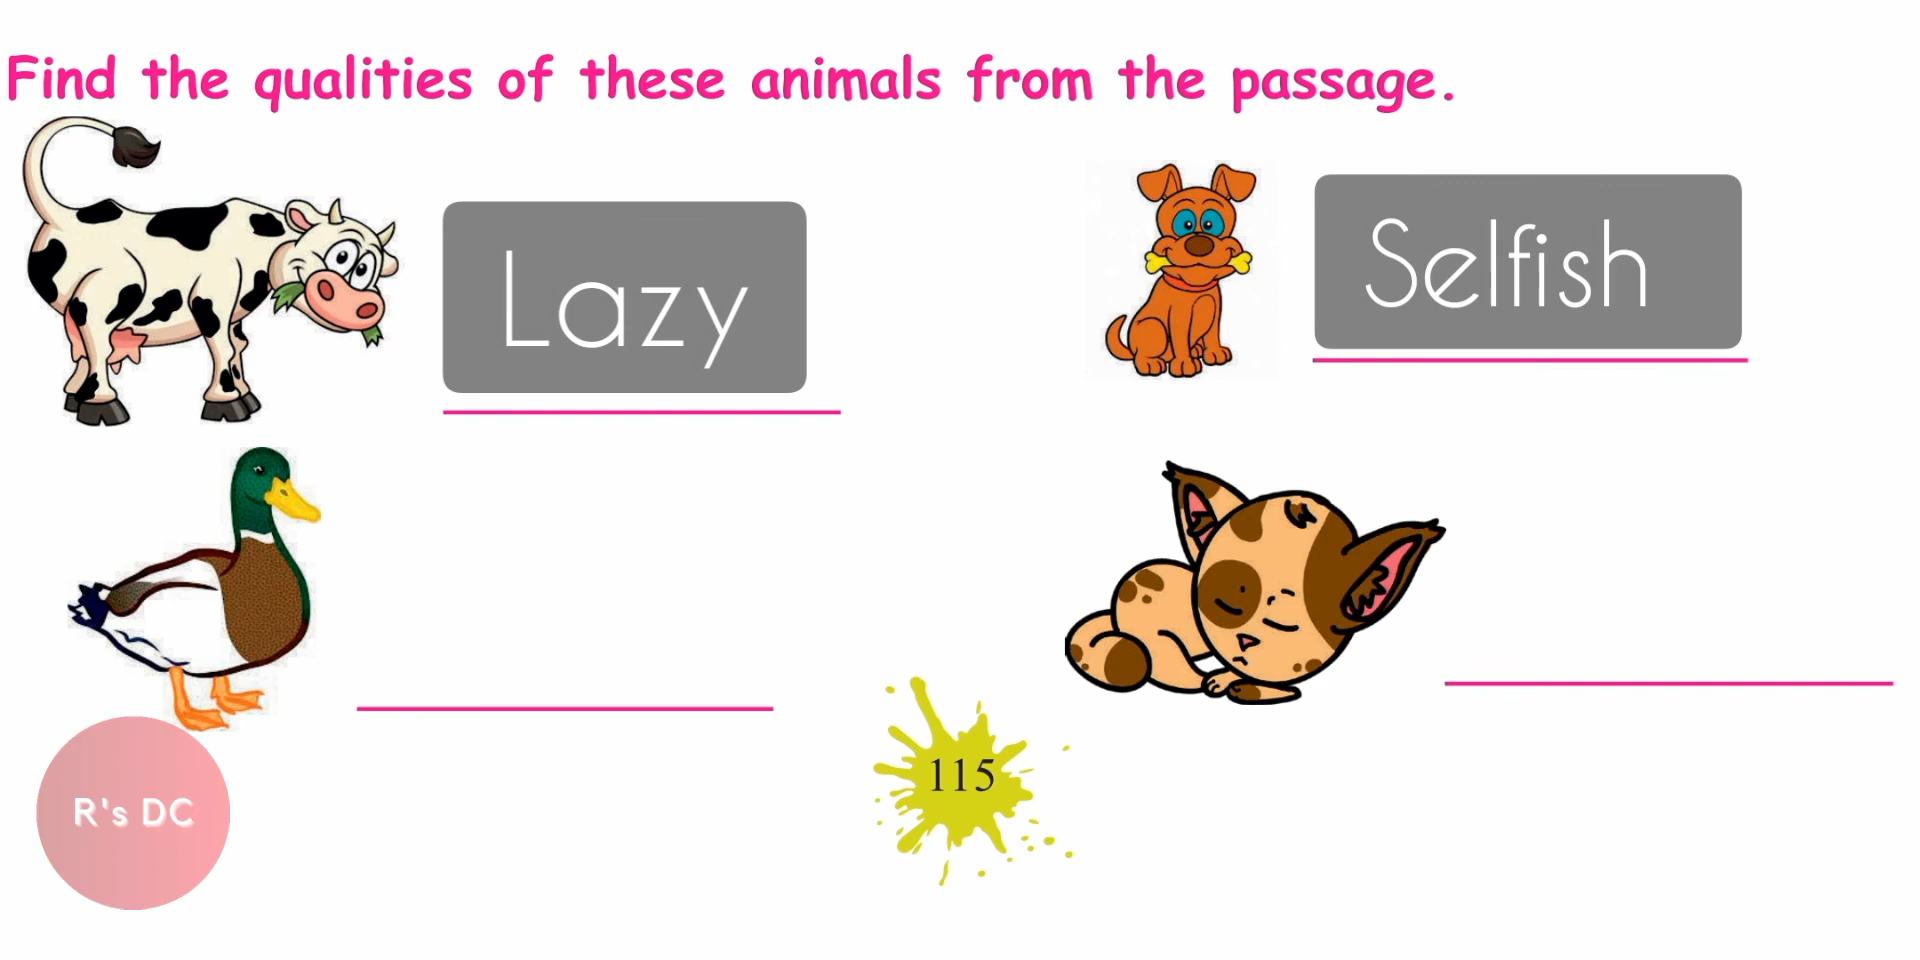 Find the qualities of these animals from the passage.
Lazy
Selfish
115
R's DC